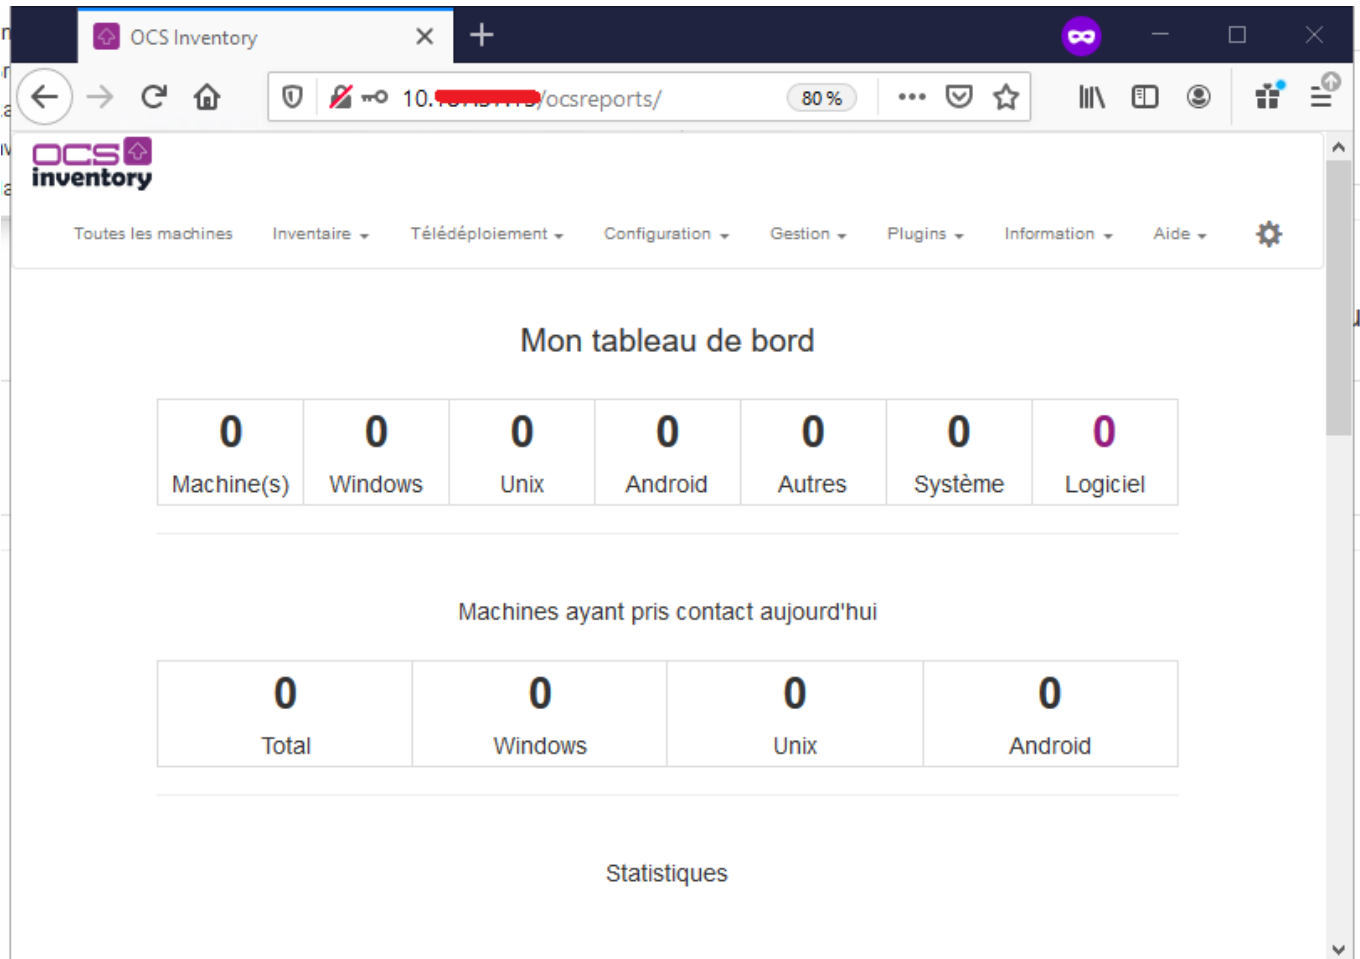 OCS Inventory
10./ocsreports/
80 %
OCS
inventory
Toutes les machines Inventaire Télédéploiement Configuration Gestion Plugins Information Aide
Mon tableau de bord
0 0 0 0 0 0 0
Machine(s) Windows Unix Android Autres Système Logiciel
Machines ayant pris contact aujourd'hui
0 0 0 0
Total Windows Unix Android
Statistiques